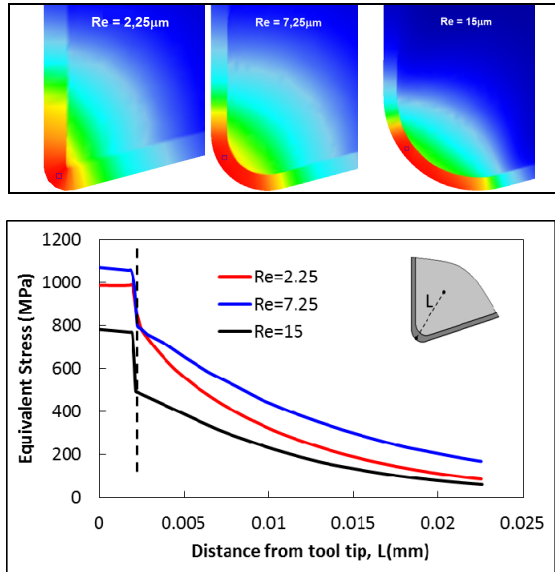 Re = 2,25μm
Re = 7,25μm
Re = 15μm
1200
1000
800
600
400
200
0
Equivalent Stress (MPa)
Re=2.25
Re=7.25
Re=15
L
0
0.005
0.01
0.015
0.02
0.025
Distance from tool tip, L(mm)